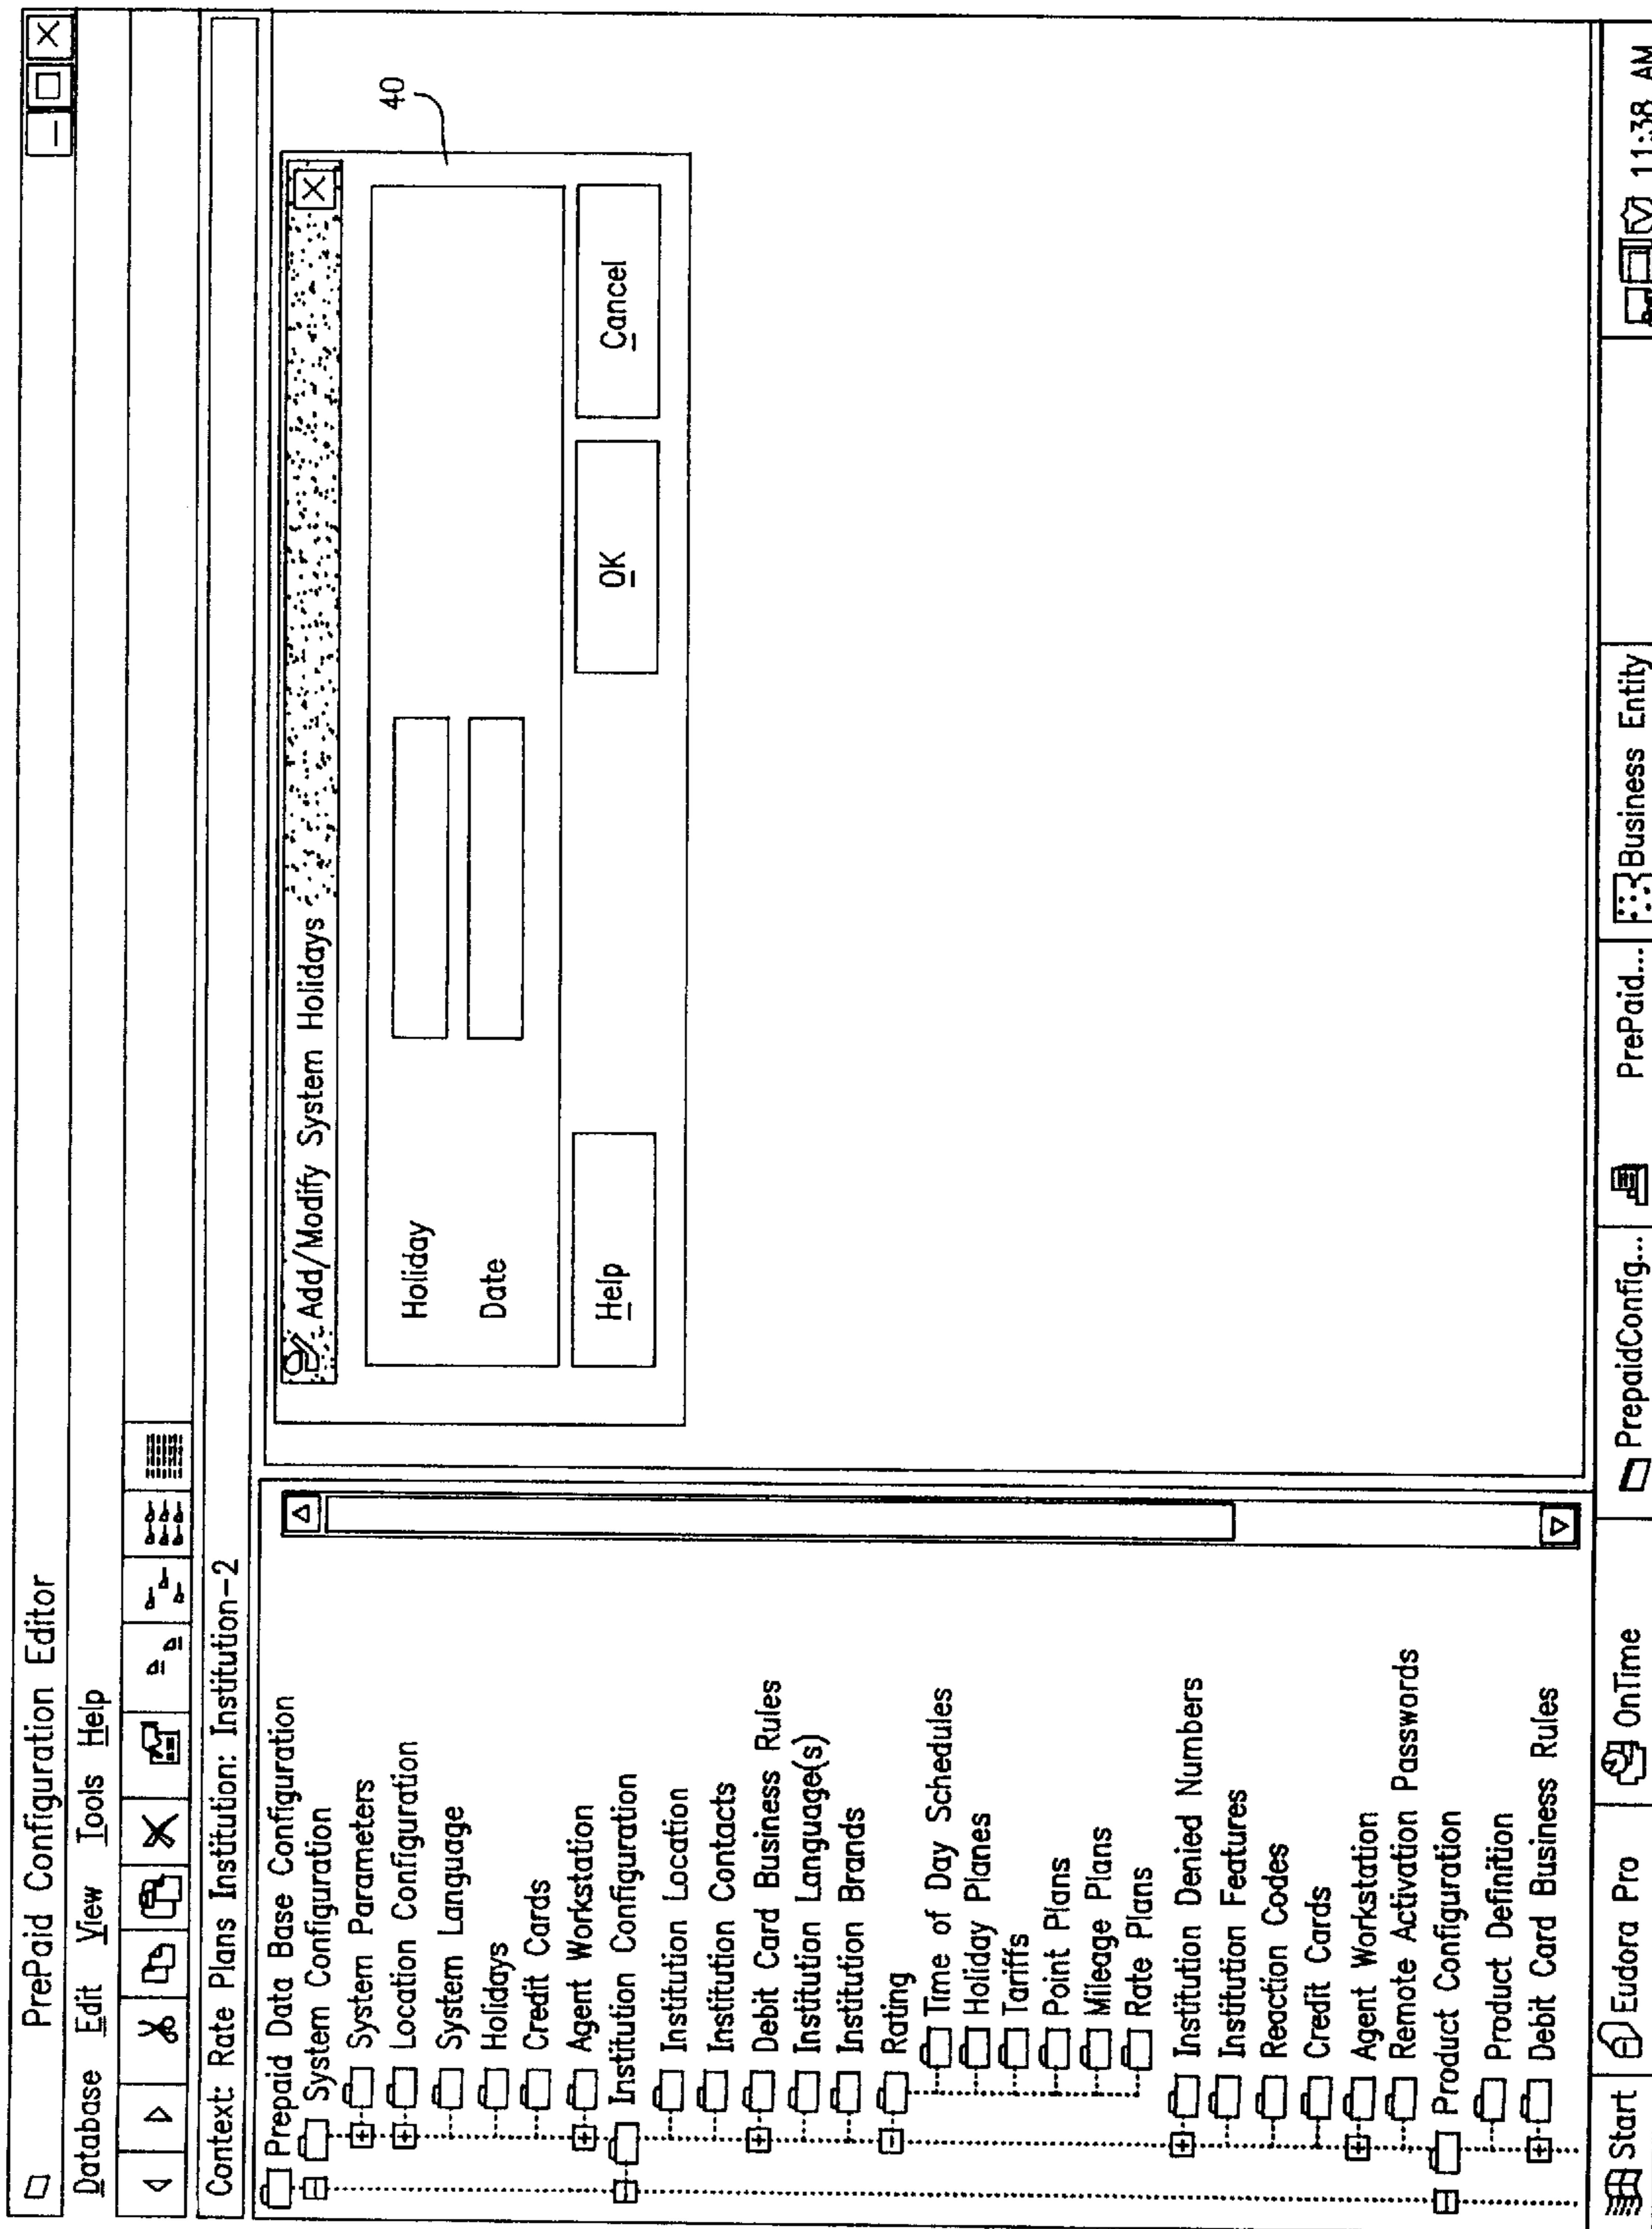 PrePaid Configuration Editor
Database Edit View Tools Help
Context: Rate Plans Institution: Institution-2
Prepaid Data Base Configuration
System Configuration
System Parameters
Location Configuration
System Language
Holidays
Credit Cards
Agent Workstation
Institution Configuration
Institution Location
Institution Contacts
Debit Card Business Rules
Institution Language(s)
Institution Brands
Rating
Time of Day Schedules
Holiday Planes
Tariffs
Point Plans
Mileage Plans
Rate Plans
Institution Denied Numbers
Institution Features
Reaction Codes
Credit Cards
Agent Workstation
Remote Activation Passwords
Product Configuration
Product Definition
Debit Card Business Rules
Add/Modify System Holidays
40
Holiday
Date
Help OK Cancel
Start Eudora Pro OnTime PrepaidConfig... PrePaid... Business Entity 11:38 AM